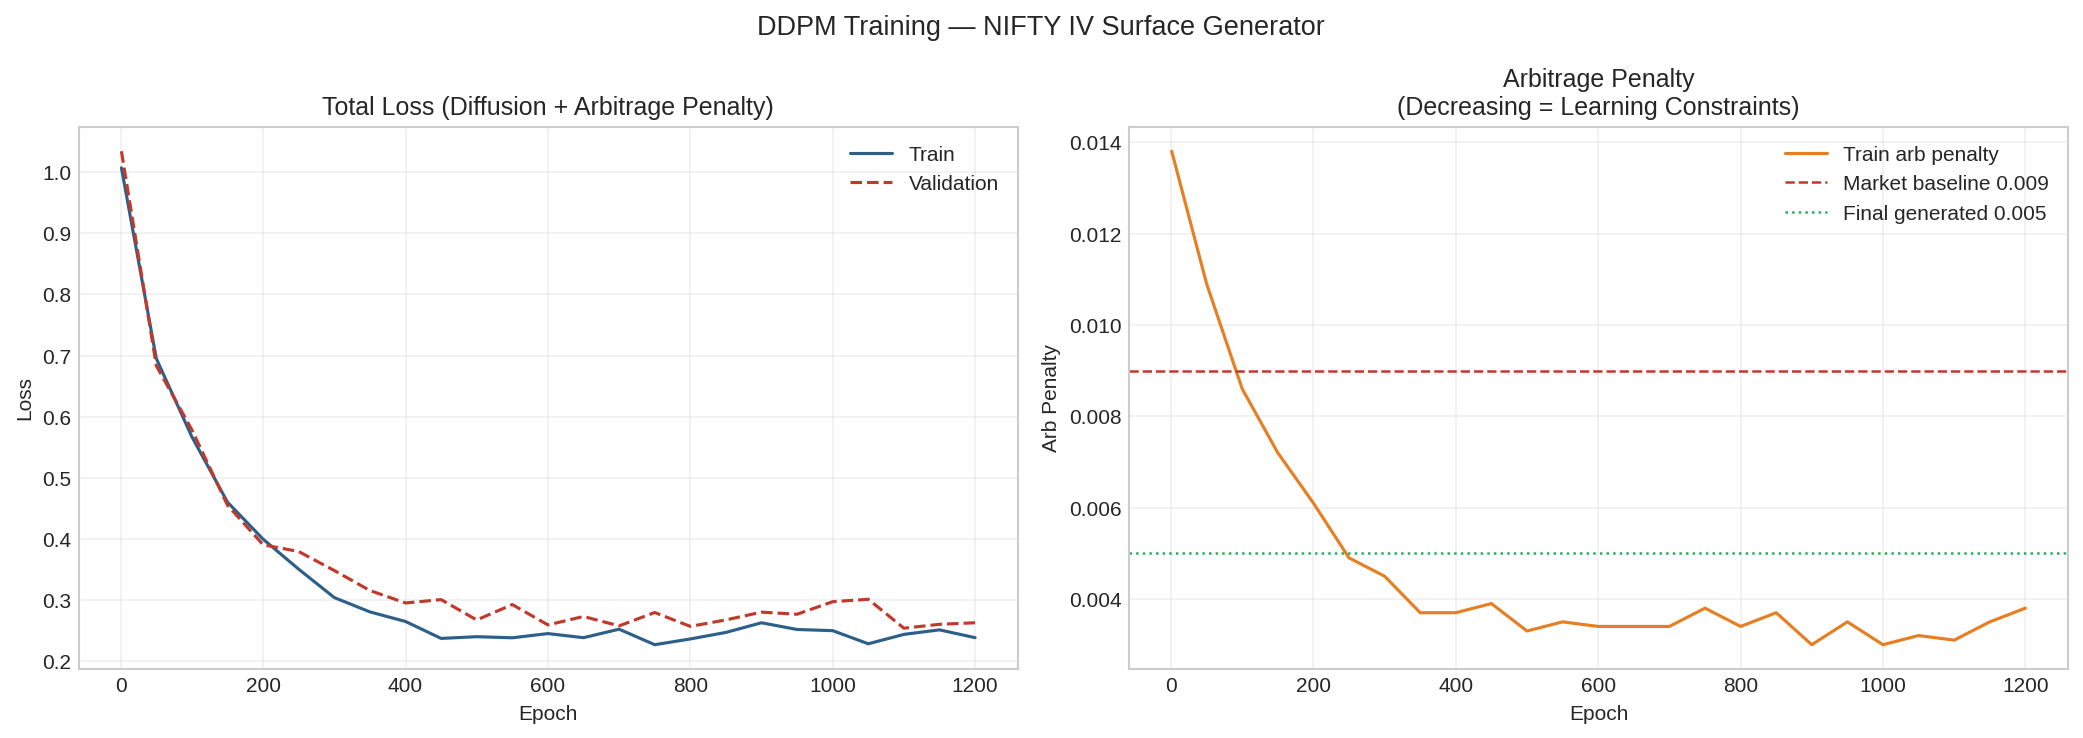 DDPM Training — NIFTY IV Surface Generator
Total Loss (Diffusion + Arbitrage Penalty)
Loss
1.0
0.9
0.8
0.7
0.6
0.5
0.4
0.3
0.2
Train
Validation
0
200
400
600
800
1000
1200
Epoch
Arbitrage Penalty
(Decreasing = Learning Constraints)
Arb Penalty
0.014
0.012
0.010
0.008
0.006
0.004
Train arb penalty
Market baseline 0.009
Final generated 0.005
0
200
400
600
800
1000
1200
Epoch